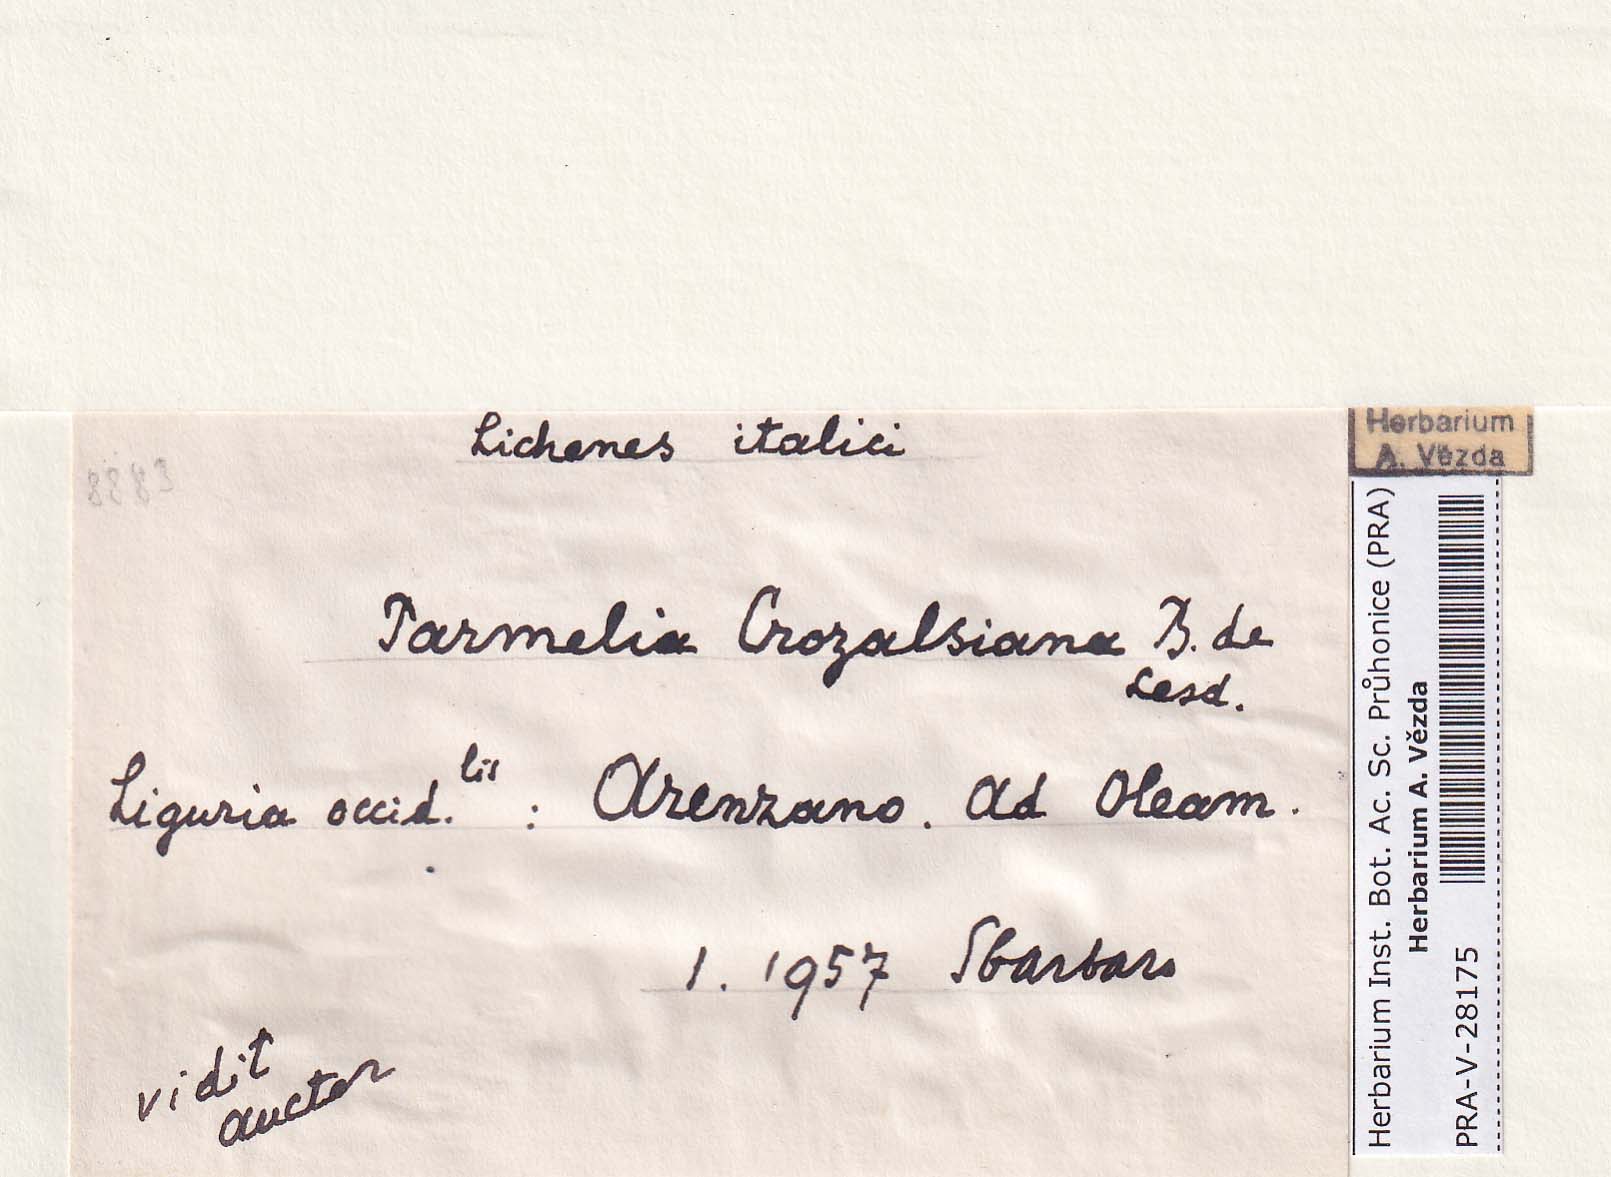 Lichenes italici
8883
Parmelia Crozalsiana B. de
Lesd.
Liguria occid.lis : Arenzano. Ad Oleam.
1. 1957 Sbarbaro
vidit
auctor
Herbarium
A. Vězda
Herbarium Inst. Bot. Ac. Sc. Průhonice (PRA)
Herbarium A. Vězda
PRA-V-28175